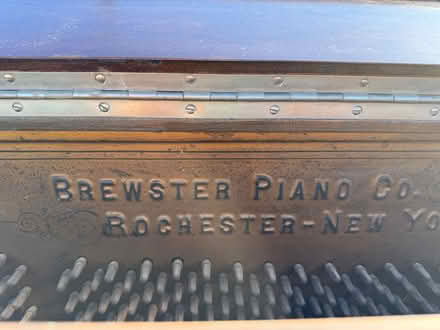 BREWSTER PIANO CO.
ROCHESTER-NEW YO